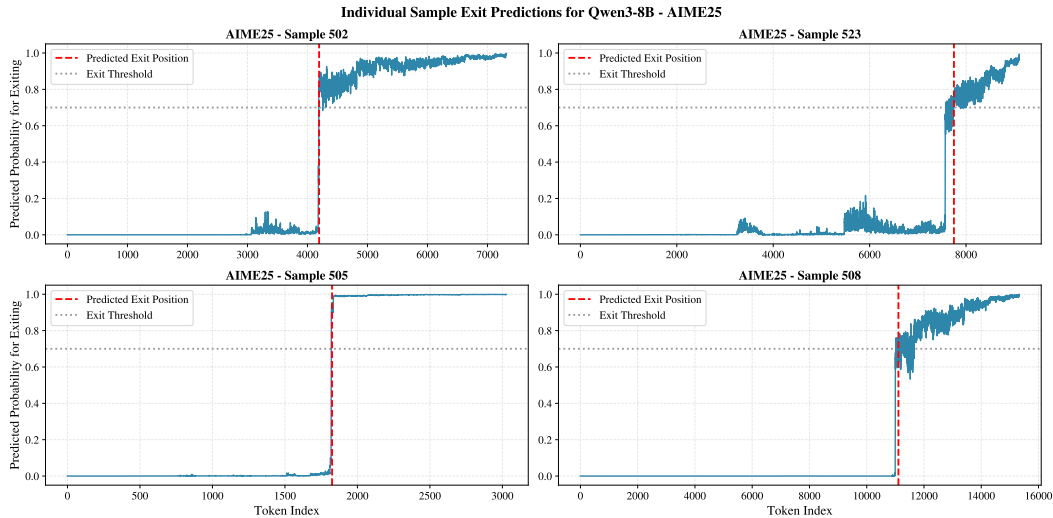 Individual Sample Exit Predictions for Qwen3-8B - AIME25
AIME25 - Sample 502
Predicted Probability for Exiting
1.0
0.8
0.6
0.4
0.2
0.0
Predicted Exit Position
Exit Threshold
0 1000 2000 3000 4000 5000 6000 7000
AIME25 - Sample 523
1.0
0.8
0.6
0.4
0.2
0.0
Predicted Exit Position
Exit Threshold
0 2000 4000 6000 8000
AIME25 - Sample 505
Predicted Probability for Exiting
1.0
0.8
0.6
0.4
0.2
0.0
Predicted Exit Position
Exit Threshold
0 500 1000 1500 2000 2500 3000
Token Index
AIME25 - Sample 508
1.0
0.8
0.6
0.4
0.2
0.0
Predicted Exit Position
Exit Threshold
0 2000 4000 6000 8000 10000 12000 14000 16000
Token Index